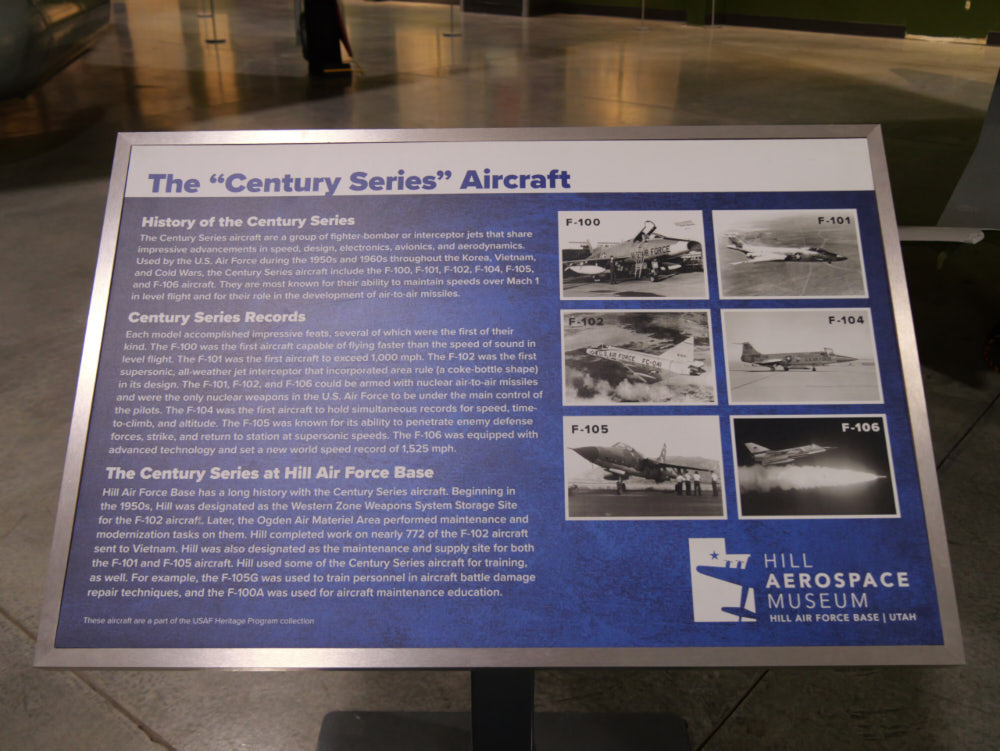 The “Century Series” Aircraft
History of the Century Series
The Century Series aircraft are a group of fighter-bomber or interceptor jets that share
impressive advancements in speed, design, electronics, avionics, and aerodynamics.
Used by the U.S. Air Force during the 1950s and 1960s throughout the Korea, Vietnam,
and Cold Wars, the Century Series aircraft include the F-100, F-101, F-102, F-104, F-105,
and F-106 aircraft. They are most known for their ability to maintain speeds over Mach 1
in level flight and for their role in the development of air-to-air missiles.
Century Series Records
Each model accomplished impressive feats, several of which were the first of their
kind. The F-100 was the first aircraft capable of flying faster than the speed of sound in
level flight. The F-101 was the first aircraft to exceed 1,000 mph. The F-102 was the first
supersonic, all-weather jet interceptor that incorporated area rule (a coke-bottle shape)
in its design. The F-101, F-102, and F-106 could be armed with nuclear air-to-air missiles
and were the only nuclear weapons in the U.S. Air Force to be under the main control of
the pilots. The F-104 was the first aircraft to hold simultaneous records for speed, time-
to-climb, and altitude. The F-105 was known for its ability to penetrate enemy defense
forces, strike, and return to station at supersonic speeds. The F-106 was equipped with
advanced technology and set a new world speed record of 1,525 mph.
The Century Series at Hill Air Force Base
Hill Air Force Base has a long history with the Century Series aircraft. Beginning in
the 1950s, Hill was designated as the Western Zone Weapons System Storage Site
for the F-102 aircraft. Later, the Ogden Air Materiel Area performed maintenance and
modernization tasks on them. Hill completed work on nearly 772 of the F-102 aircraft
sent to Vietnam. Hill was also designated as the maintenance and supply site for both
the F-101 and F-105 aircraft. Hill used some of the Century Series aircraft for training,
as well. For example, the F-105G was used to train personnel in aircraft battle damage
repair techniques, and the F-100A was used for aircraft maintenance education.
These aircraft are a part of the USAF Heritage Program collection
F-100
AIR FORCE
F-101
F-102
U.S. AIR FORCE FC-041
F-104
F-105
F-106
HILL
AEROSPACE
MUSEUM
HILL AIR FORCE BASE | UTAH